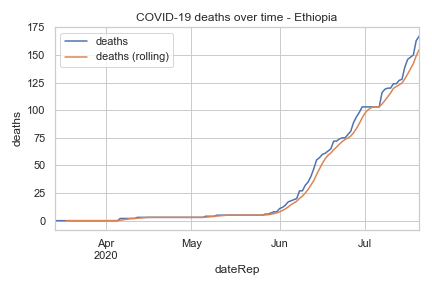 COVID-19 deaths over time - Ethiopia
175
150
125
100
75
50
25
0
deaths
deaths
deaths (rolling)
Apr
2020
May
Jun
Jul
dateRep